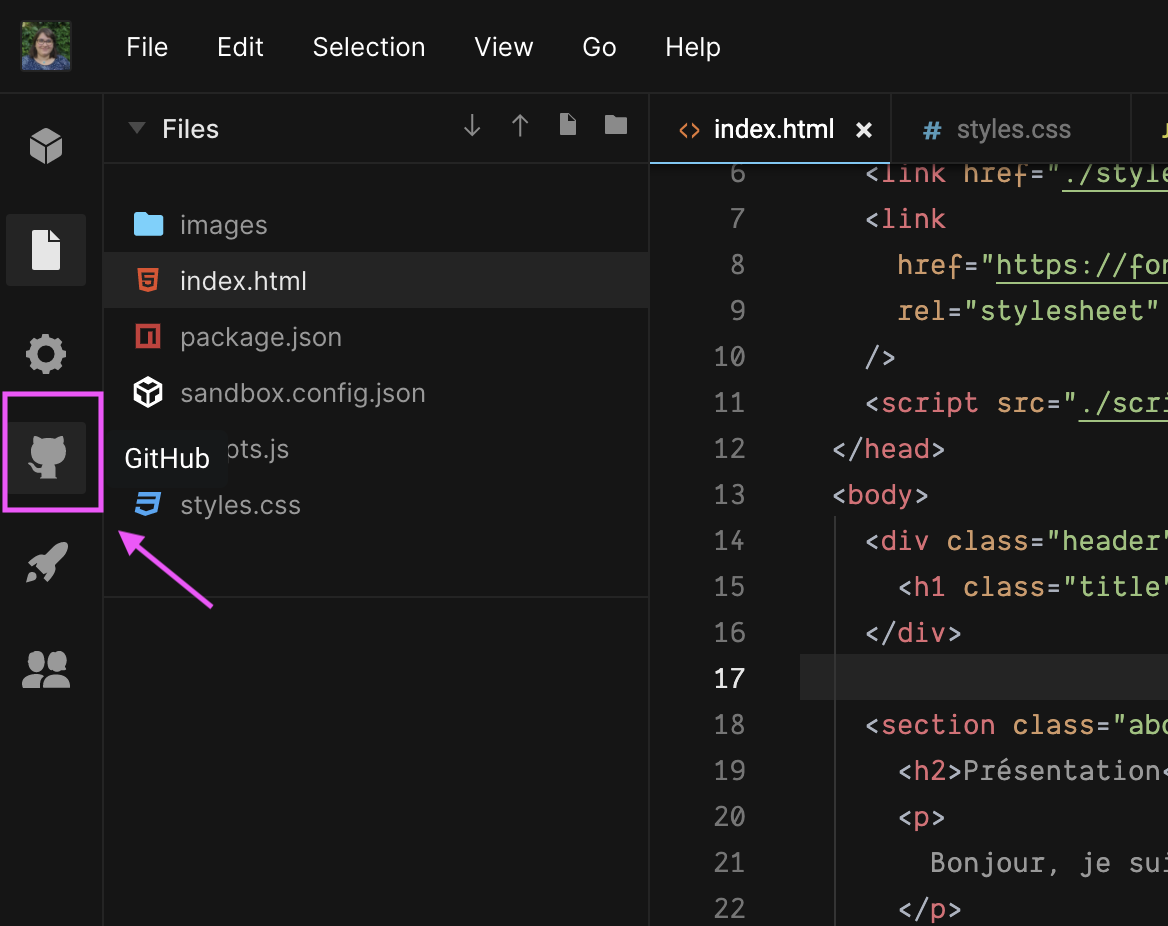 File Edit Selection View Go Help
Files
index.html
styles.css
images
index.html
package.json
sandbox.config.json
ots.js
GitHub
styles.css
6 <link href="./style
7 <link
8 href="https://fon
9 rel="stylesheet"
10 />
11 <script src="./scri
12 </head>
13 <body>
14 <div class="header"
15 <h1 class="title"
16 </div>
17
18 <section class="abo
19 <h2>Présentation<
20 <p>
21 Bonjour, je sui
22 </p>